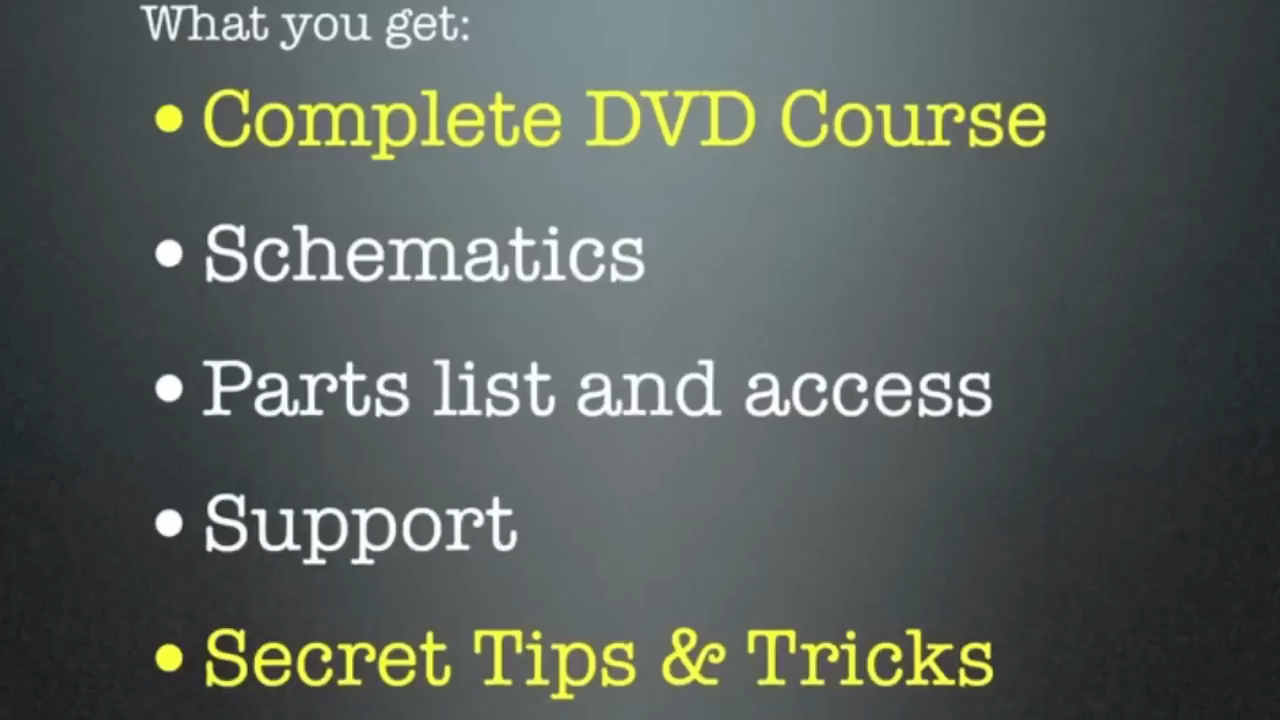 What you get:
• Complete DVD Course
• Schematics
• Parts list and access
• Support
• Secret Tips & Tricks